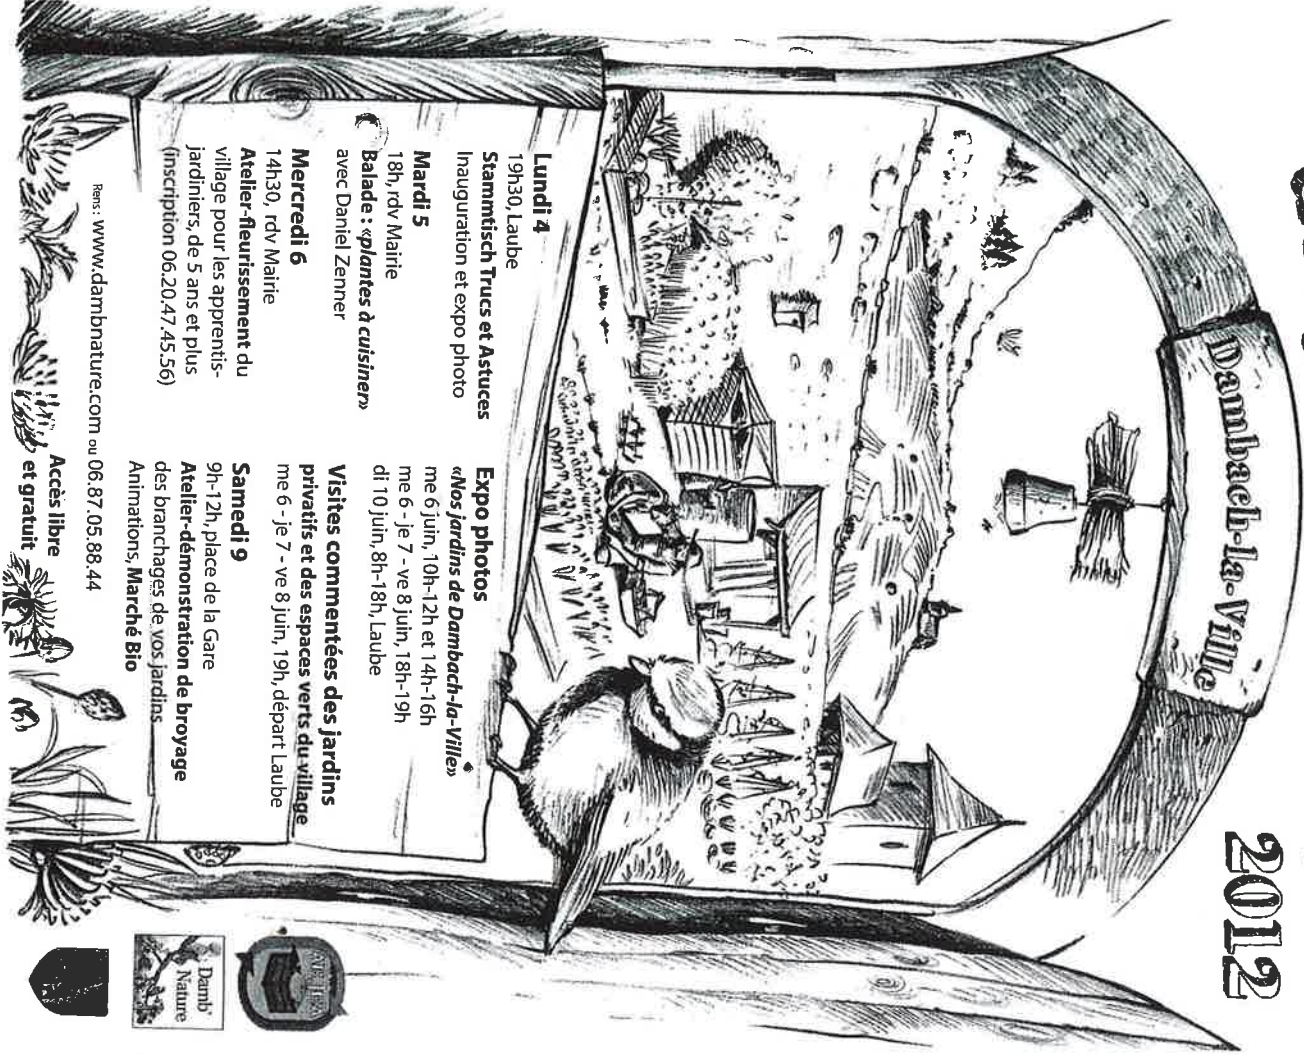 2012
Dambach-la-Ville
Lundi 4
19h30, Laube
Stammtisch Trucs et Astuces
Inauguration et expo photo
Mardi 5
18h, rdv Mairie
Balade : «plantes à cuisiner»
avec Daniel Zenner
Mercredi 6
14h30, rdv Mairie
Atelier-fleurissement du
village pour les apprentis-
jardiniers, de 5 ans et plus
(inscription 06.20.47.45.56)
Expo photos
«Nos jardins de Dambach-la-Ville»
me 6 juin, 10h-12h et 14h-16h
me 6 - je 7 - ve 8 juin, 18h-19h
di 10 juin, 8h-18h, Laube
Visites commentées des jardins
privatifs et des espaces verts du village
me 6 - je 7 - ve 8 juin, 19h, départ Laube
Samedi 9
9h-12h, place de la Gare
Atelier-démonstration de broyage
des branchages de vos jardins
Animations, Marché Bio
Rens : www.dambnature.com ou 06.87.05.88.44
Accès libre
et gratuit
Damb'
Nature